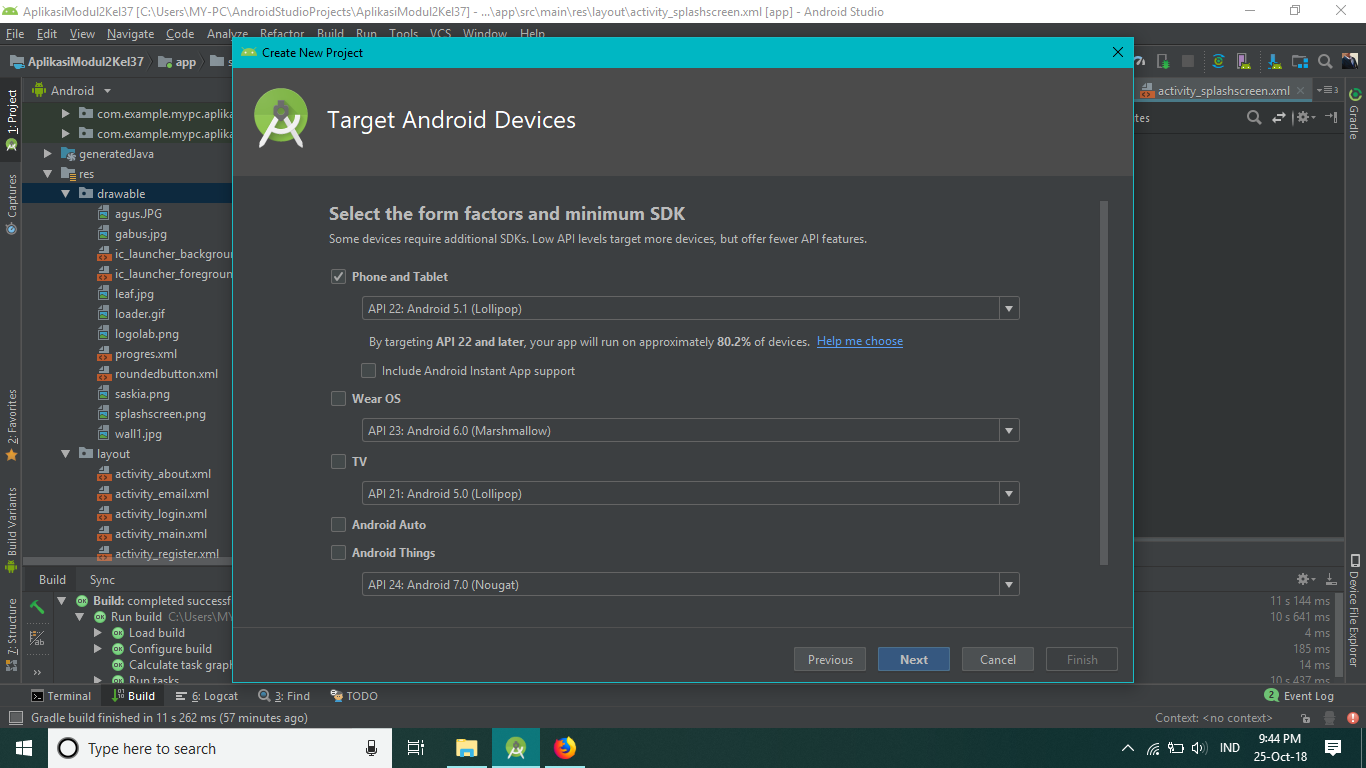 AplikasiModul2Kel37 [C:\Users\MY-PC\AndroidStudioProjects\AplikasiModul2Kel37] - ...\app\src\main\res\layout\activity_splashscreen.xml [app] - Android Studio
File Edit View Navigate Code Analyze Refactor Build Run Tools VCS Window Help
AplikasiModul2Kel37 app s
Create New Project
Target Android Devices
Select the form factors and minimum SDK
Some devices require additional SDKs. Low API levels target more devices, but offer fewer API features.
Phone and Tablet
API 22: Android 5.1 (Lollipop)
By targeting API 22 and later, your app will run on approximately 80.2% of devices. Help me choose
Include Android Instant App support
Wear OS
API 23: Android 6.0 (Marshmallow)
TV
API 21: Android 5.0 (Lollipop)
Android Auto
Android Things
API 24: Android 7.0 (Nougat)
Previous Next Cancel Finish
activity_splashscreen.xml
3
tes
1: Project
Captures
2: Favorites
Build Variants
7: Structure
Android
com.example.mypc.aplika
com.example.mypc.aplika
generatedJava
res
drawable
agus.JPG
gabus.jpg
ic_launcher_backgroun
ic_launcher_foregroun
leaf.jpg
loader.gif
logolab.png
progres.xml
roundedbutton.xml
saskia.png
splashscreen.png
wall1.jpg
layout
activity_about.xml
activity_email.xml
activity_login.xml
activity_main.xml
activity_register.xml
Gradle
Device File Explorer
Build Sync
Build: completed successf
Run build C:\Users\MY
Load build
Configure build
Calculate task graph
Run tasks
11 s 144 ms
10 s 641 ms
4 ms
185 ms
14 ms
10 s 437 ms
Terminal Build 6: Logcat 3: Find TODO
2 Event Log
Gradle build finished in 11 s 262 ms (57 minutes ago)
Context: <no context>
Type here to search
IND
9:44 PM
25-Oct-18